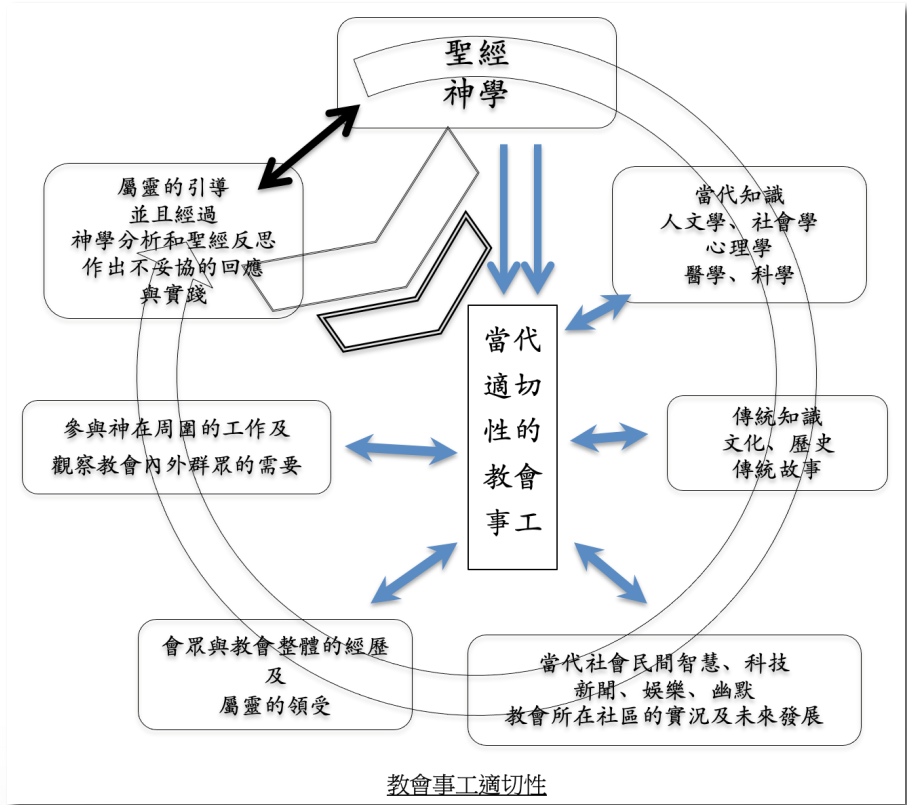 聖經
神學
屬靈的引導
並且經過
神學分析和聖經反思
作出不妥協的回應
與實踐
當代知識
人文學、社會學
心理學
醫學、科學
當代
適切
性的
教會
事工
參與神在周圍的工作及
觀察教會內外群眾的需要
傳統知識
文化、歷史
傳統故事
會眾與教會整體的經歷
及
屬靈的領受
當代社會民間智慧、科技
新聞、娛樂、幽默
教會所在社區的實況及未來發展
教會事工適切性